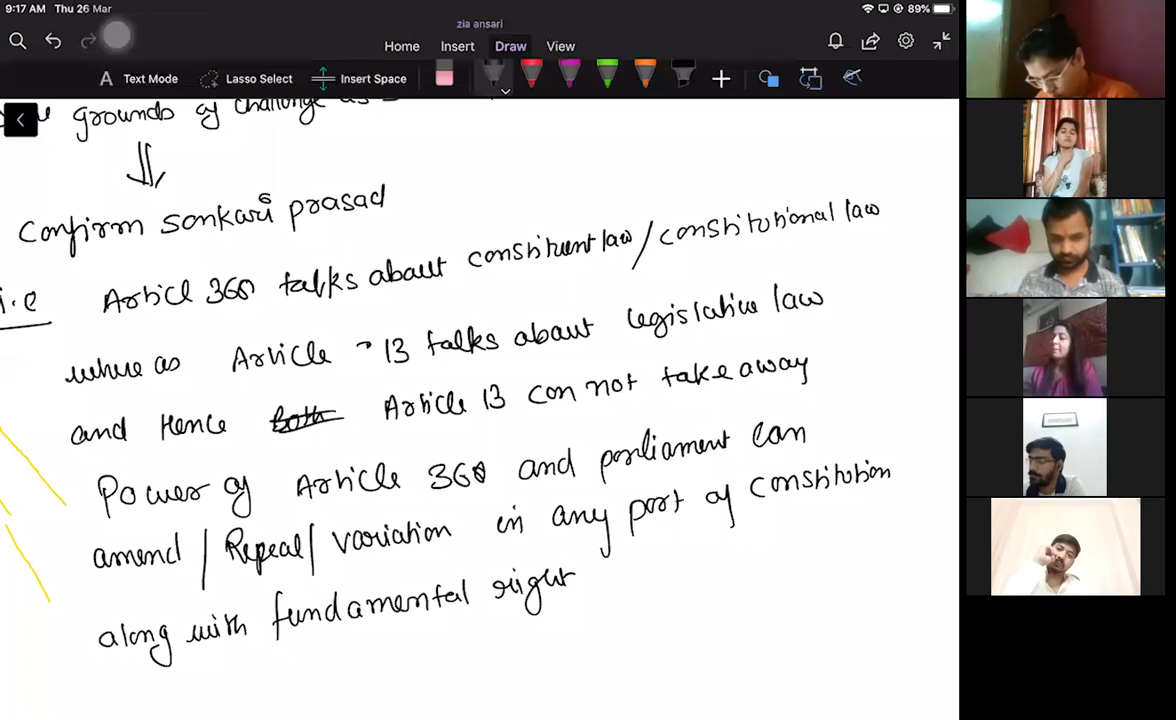 9:17 AM Thu 26 Mar
89%
zia ansari
Home Insert Draw View
Text Mode Lasso Select Insert Space
grounds of challenge as
Confirm Sankari prasad
i.e Articl 368 talks about constituent law/constitutional law
where as Article - 13 talks about legislative law
and Hence both Article 13 can not take away
Power of Article 368 and parliament can
amend / Repeal / variation in any part of constitution
along with fundamental right